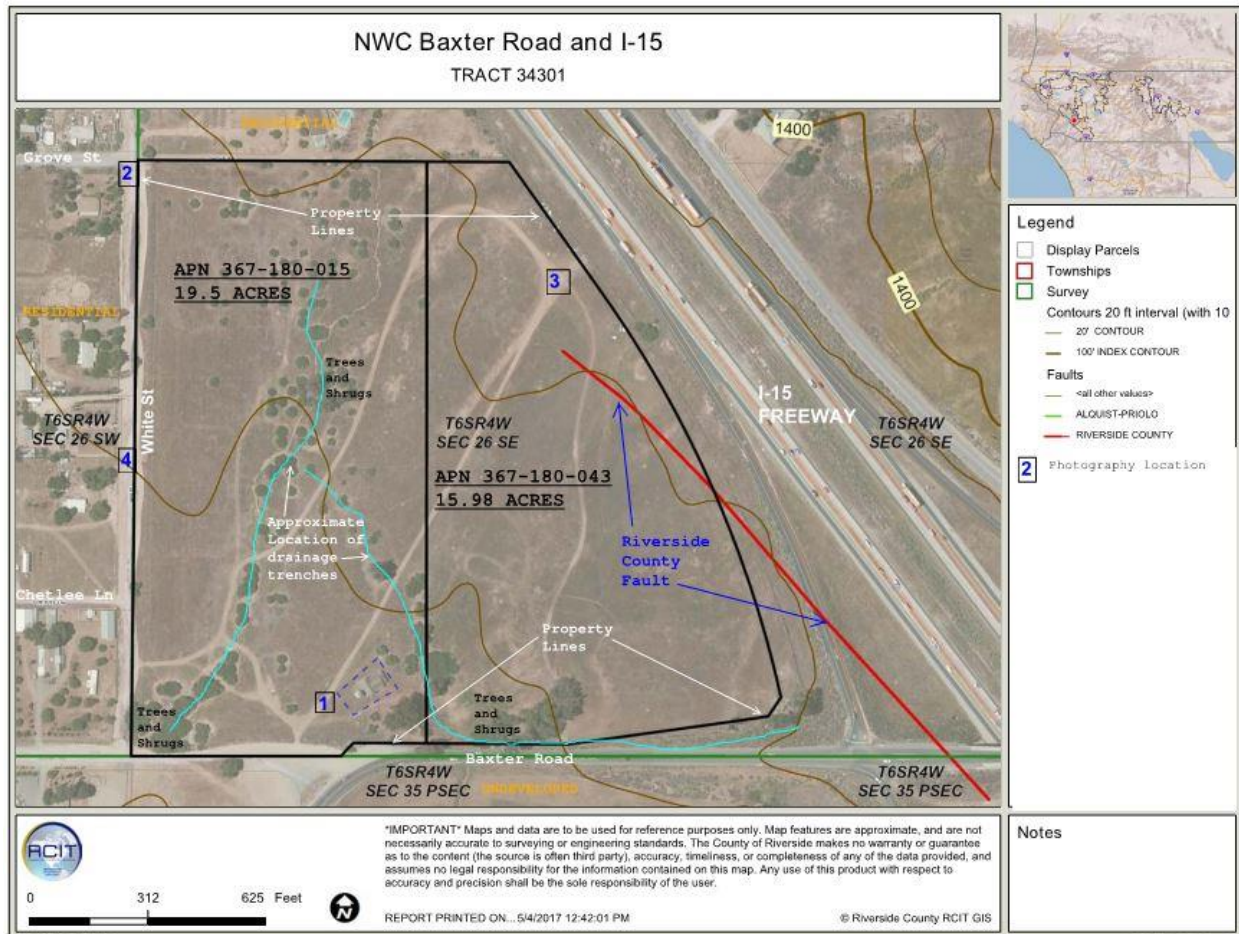 NWC Baxter Road and I-15
TRACT 34301
RESIDENTIAL
1400
Grove St
2
Property
Lines
APN 367-180-015
19.5 ACRES
3
1400
RESIDENTIAL
Trees
and
Shrugs
T6SR4W
SEC 26 SW
White St
4
T6SR4W
SEC 26 SE
I-15
FREEWAY
T6SR4W
SEC 26 SE
APN 367-180-043
15.98 ACRES
Approximate
Location of
drainage
trenches
Riverside
County
Fault
Chetlee Ln
Property
Lines
1
Trees
and
Shrugs
Trees
and
Shrugs
Baxter Road
T6SR4W
SEC 35 PSEC
UNDEVELOPED
T6SR4W
SEC 35 PSEC
Legend
Display Parcels
Townships
Survey
Contours 20 ft interval (with 10
20' CONTOUR
100' INDEX CONTOUR
Faults
<all other values>
ALQUIST-PRIOLO
RIVERSIDE COUNTY
2 Photography location
RCIT
0 312 625 Feet
N
*IMPORTANT* Maps and data are to be used for reference purposes only. Map features are approximate, and are not
necessarily accurate to surveying or engineering standards. The County of Riverside makes no warranty or guarantee
as to the content (the source is often third party), accuracy, timeliness, or completeness of any of the data provided, and
assumes no legal responsibility for the information contained on this map. Any use of this product with respect to
accuracy and precision shall be the sole responsibility of the user.
REPORT PRINTED ON...5/4/2017 12:42:01 PM
© Riverside County RCIT GIS
Notes